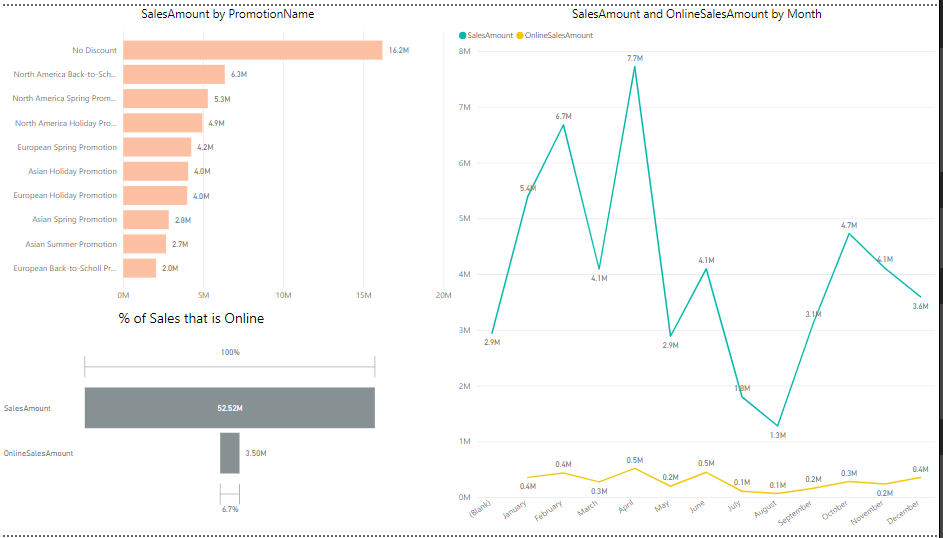 SalesAmount by PromotionName
No Discount
16.2M
North America Back-to-Sch...
6.3M
North America Spring Prom...
5.3M
North America Holiday Pro...
4.9M
European Spring Promotion
4.2M
Asian Holiday Promotion
4.0M
European Holiday Promotion
4.0M
Asian Spring Promotion
2.8M
Asian Summer Promotion
2.7M
European Back-to-Scholl Pr...
2.0M
0M 5M 10M 15M 20M
% of Sales that is Online
100%
SalesAmount
52.52M
OnlineSalesAmount
3.50M
6.7%
SalesAmount and OnlineSalesAmount by Month
SalesAmount OnlineSalesAmount
8M
7M
6M
5M
4M
3M
2M
1M
0M
2.9M
5.4M
6.7M
4.1M
7.7M
2.9M
4.1M
1.8M
1.3M
3.1M
4.7M
4.1M
3.6M
0.4M
0.4M
0.3M
0.5M
0.2M
0.5M
0.1M
0.1M
0.2M
0.3M
0.2M
0.4M
(Blank)
January
February
March
April
May
June
July
August
September
October
November
December